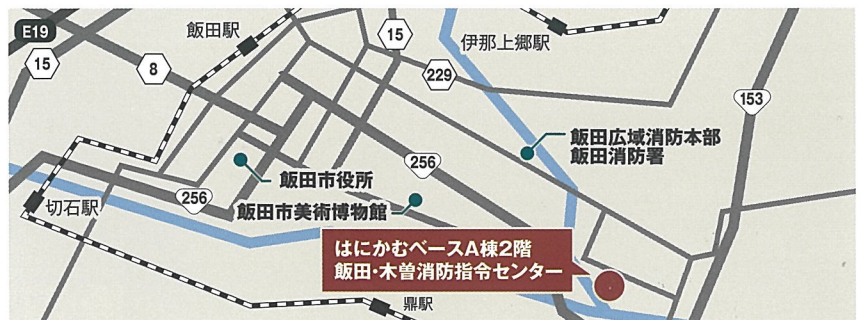 E19
15
8
飯田駅
15
229
伊那上郷駅
153
飯田広域消防本部
飯田消防署
256
飯田市役所
256
飯田市美術博物館
切石駅
はにかむベースA棟2階
飯田・木曽消防指令センター
鼎駅